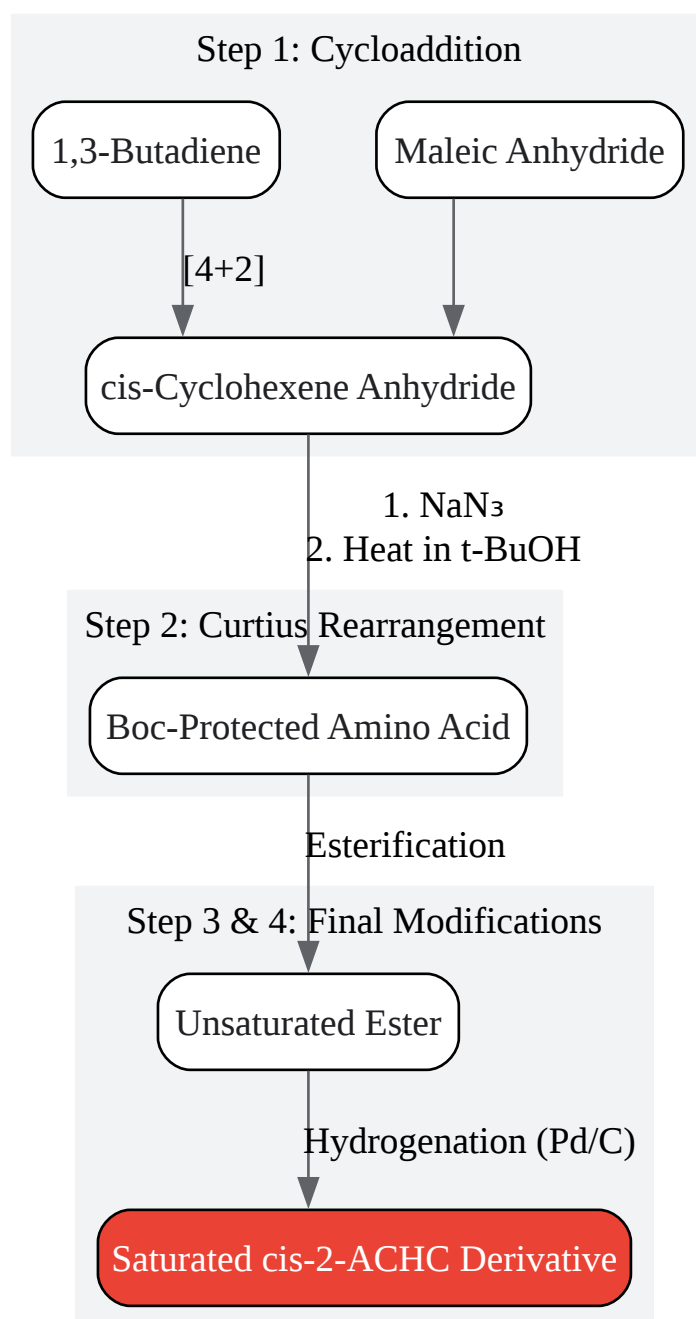 Step 1: Cycloaddition
1,3-Butadiene
Maleic Anhydride
[4+2]
cis-Cyclohexene Anhydride
1. NaN₃
2. Heat in t-BuOH
Step 2: Curtius Rearrangement
Boc-Protected Amino Acid
Esterification
Step 3 & 4: Final Modifications
Unsaturated Ester
Hydrogenation (Pd/C)
Saturated cis-2-ACHC Derivative